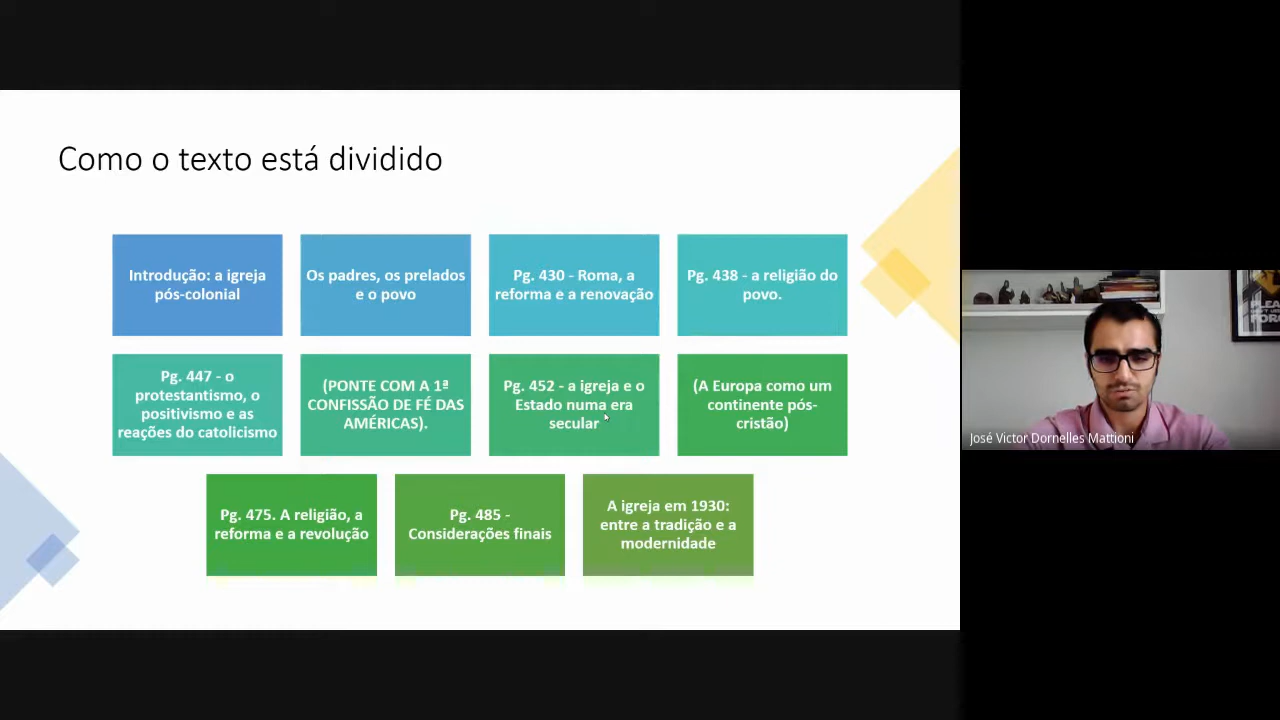 Como o texto está dividido
Introdução: a igreja
pós-colonial
Os padres, os prelados
e o povo
Pg. 430 - Roma, a
reforma e a renovação
Pg. 438 - a religião do
povo.
Pg. 447 - o
protestantismo, o
positivismo e as
reações do catolicismo
(PONTE COM A 1ª
CONFISSÃO DE FÉ DAS
AMÉRICAS).
Pg. 452 - a igreja e o
Estado numa era
secular
(A Europa como um
continente pós-
cristão)
Pg. 475. A religião, a
reforma e a revolução
Pg. 485 -
Considerações finais
A igreja em 1930:
entre a tradição e a
modernidade
José Victor Dornelles Mattioni